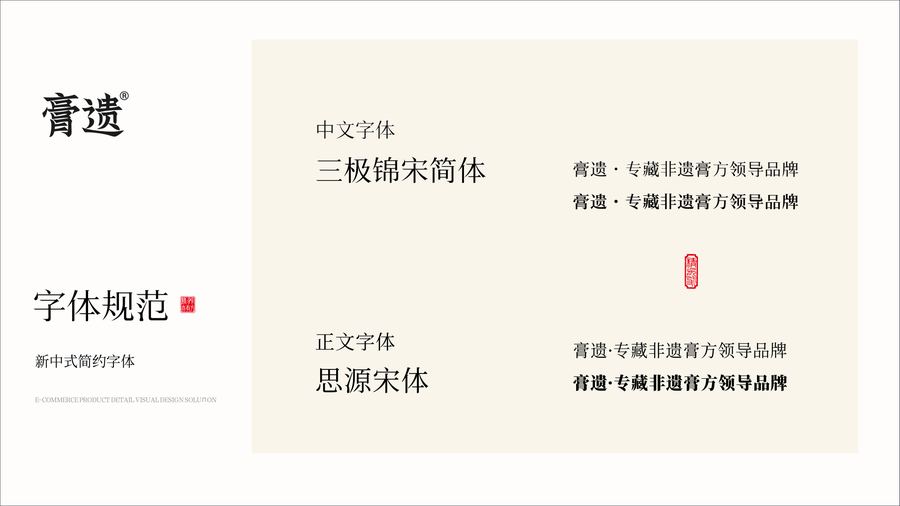 膏遗®
字体规范
新中式简约字体
E-COMMERCE PRODUCT DETAIL VISUAL DESIGN SOLUTION
中文字体
三极锦宋简体
膏遗·专藏非遗膏方领导品牌
膏遗·专藏非遗膏方领导品牌
正文字体
思源宋体
膏遗·专藏非遗膏方领导品牌
膏遗·专藏非遗膏方领导品牌